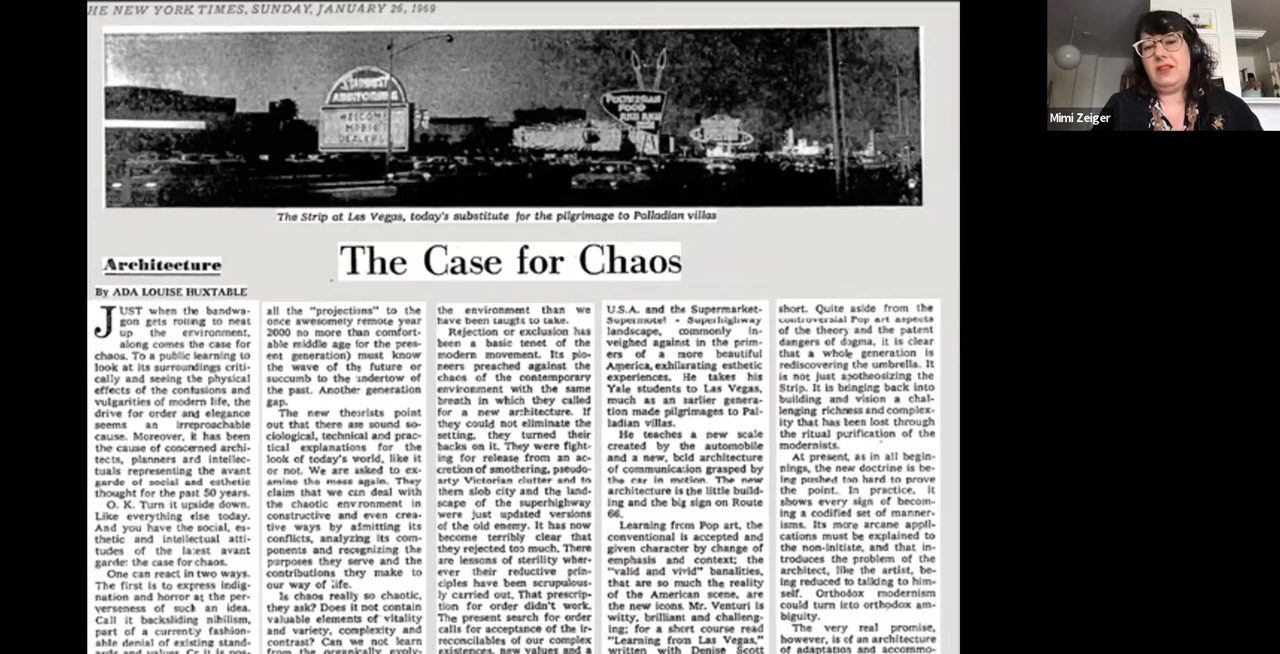 HE NEW YORK TIMES, SUNDAY, JANUARY 26, 1969
STARDUST
AUDITORIUM
WELCOME
MOBIL
DEALERS
POLYNESIAN
FOOD
AKU AKU
Mimi Zeiger
The Strip at Las Vegas, today's substitute for the pilgrimage to Palladian villas
Architecture
The Case for Chaos
By ADA LOUISE HUXTABLE
JUST when the bandwa-
gon gets rolling to neat
up the environment,
along comes the case for
chaos. To a public learning to
look at its surroundings criti-
cally and seeing the physical
effects of the confusions and
vulgarities of modern life, the
drive for order and elegance
seems an irreproachable
cause. Moreover, it has been
the cause of concerned archi-
tects, planners and intellec-
tuals representing the avant
garde of social and esthetic
thought for the past 50 years.
O. K. Turn it upside down.
Like everything else today.
And you have the social, es-
thetic and intellectual atti-
tudes of the latest avant
garde: the case for chaos.
One can react in two ways.
The first is to express indig-
nation and horror at the per-
verseness of such an idea.
Call it backsliding nihilism,
part of a currently fashion-
able denial of existing stand-
ards and values. Or it is pos-
all the "projections" to the
once awesomely remote year
2000 no more than comfort-
able middle age for the pres-
ent generation) must know
the wave of the future or
succumb to the undertow of
the past. Another generation
gap.
The new theorists point
out that there are sound so-
ciological, technical and prac-
tical explanations for the
look of today's world, like it
or not. We are asked to ex-
amine the mess again. They
claim that we can deal with
the chaotic environment in
constructive and even crea-
tive ways by admitting its
conflicts, analyzing its com-
ponents and recognizing the
purposes they serve and the
contributions they make to
our way of life.
Is chaos really so chaotic,
they ask? Does it not contain
valuable elements of vitality
and variety, complexity and
contrast? Can we not learn
from the organically evolv-
the environment than we
have been taught to take.
Rejection or exclusion has
been a basic tenet of the
modern movement. Its pio-
neers preached against the
chaos of the contemporary
environment with the same
breath in which they called
for a new architecture. If
they could not eliminate the
setting, they turned their
backs on it. They were fight-
ing for release from an ac-
cretion of smothering, pseudo-
arty Victorian clutter and to
them slob city and the land-
scape of the superhighway
were just updated versions
of the old enemy. It has now
become terribly clear that
they rejected too much. There
are lessons of sterility wher-
ever their reductive prin-
ciples have been scrupulous-
ly carried out. That prescrip-
tion for order didn't work.
The present search for order
calls for acceptance of the ir-
reconcilables of our complex
existences, new values and a
U.S.A. and the Supermarket-
Supermotel - Superhighway
landscape, commonly in-
veighed against in the prim-
ers of a more beautiful
America, exhilarating esthetic
experiences. He takes his
Yale students to Las Vegas,
much as an earlier genera-
tion made pilgrimages to Pal-
ladian villas.
He teaches a new scale
created by the automobile
and a new, bold architecture
of communication grasped by
the car in motion. The new
architecture is the little build-
ing and the big sign on Route
66.
Learning from Pop art, the
conventional is accepted and
given character by change of
emphasis and context; the
"valid and vivid" banalities,
that are so much the reality
of the American scene, are
the new icons. Mr. Venturi is
witty, brilliant and challeng-
ing; for a short course read
"Learning from Las Vegas,"
written with Denise Scott
short. Quite aside from the
controversial Pop art aspects
of the theory and the patent
dangers of dogma, it is clear
that a whole generation is
rediscovering the umbrella. It
is not just apotheosizing the
Strip. It is bringing back into
building and vision a chal-
lenging richness and complex-
ity that has been lost through
the ritual purification of the
modernists.
At present, as in all begin-
nings, the new doctrine is be-
ing pushed too hard to prove
the point. In practice, it
shows every sign of becom-
ing a codified set of manner-
isms. Its more arcane appli-
cations must be explained to
the non-initiate, and that in-
troduces the problem of the
architect, like the artist, be-
ing reduced to talking to him-
self. Orthodox modernism
could turn into orthodox am-
biguity.
The very real promise,
however, is of an architecture
of adaptation and accommo-